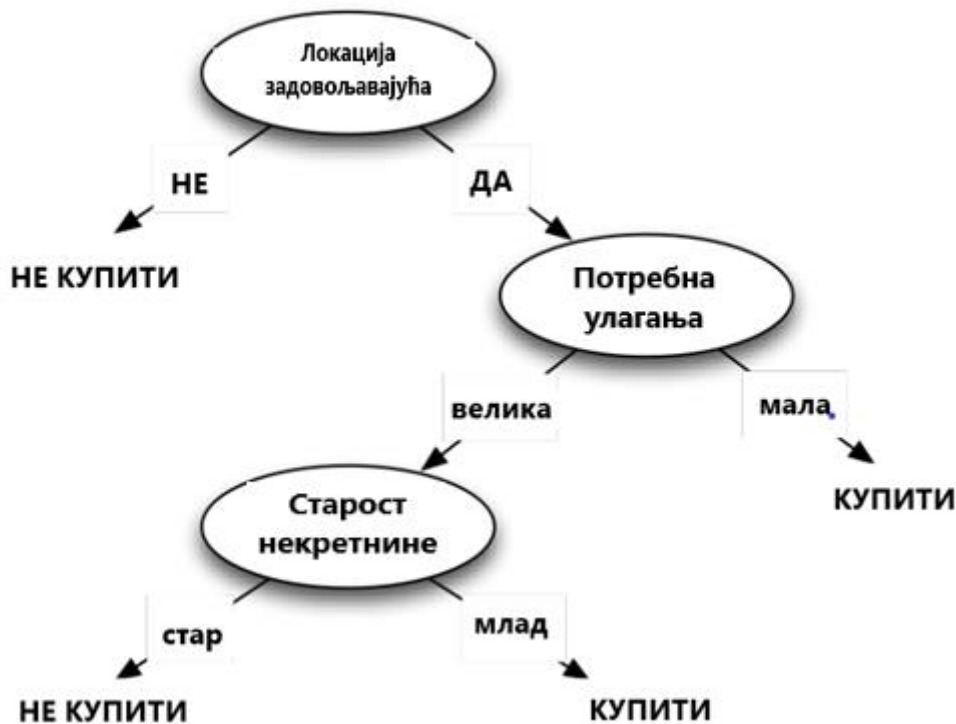 Локација
задовољавајућа
НЕ
ДА
НЕ КУПИТИ
Потребна
улагања
велика
мала
КУПИТИ
Старост
некретнине
стар
млад
НЕ КУПИТИ
КУПИТИ